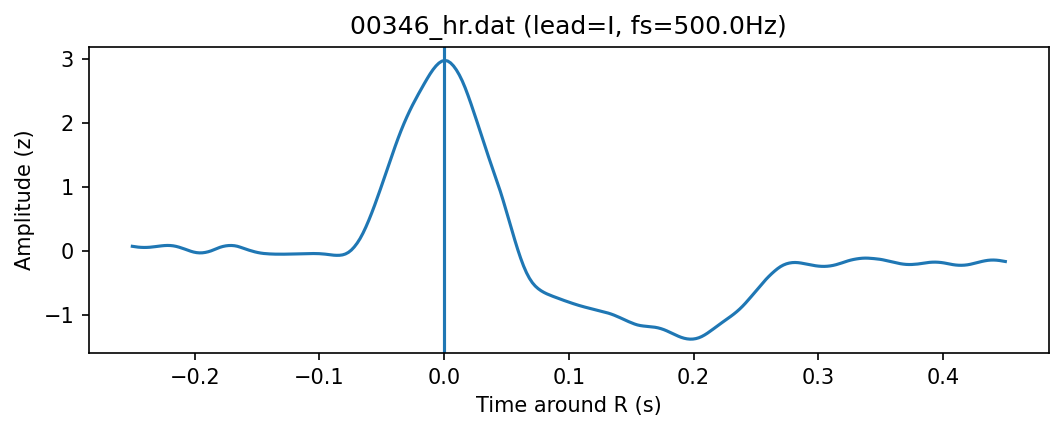 00346_hr.dat (lead=I, fs=500.0Hz)
Amplitude (z)
3
2
1
0
−1
−0.2 −0.1 0.0 0.1 0.2 0.3 0.4
Time around R (s)